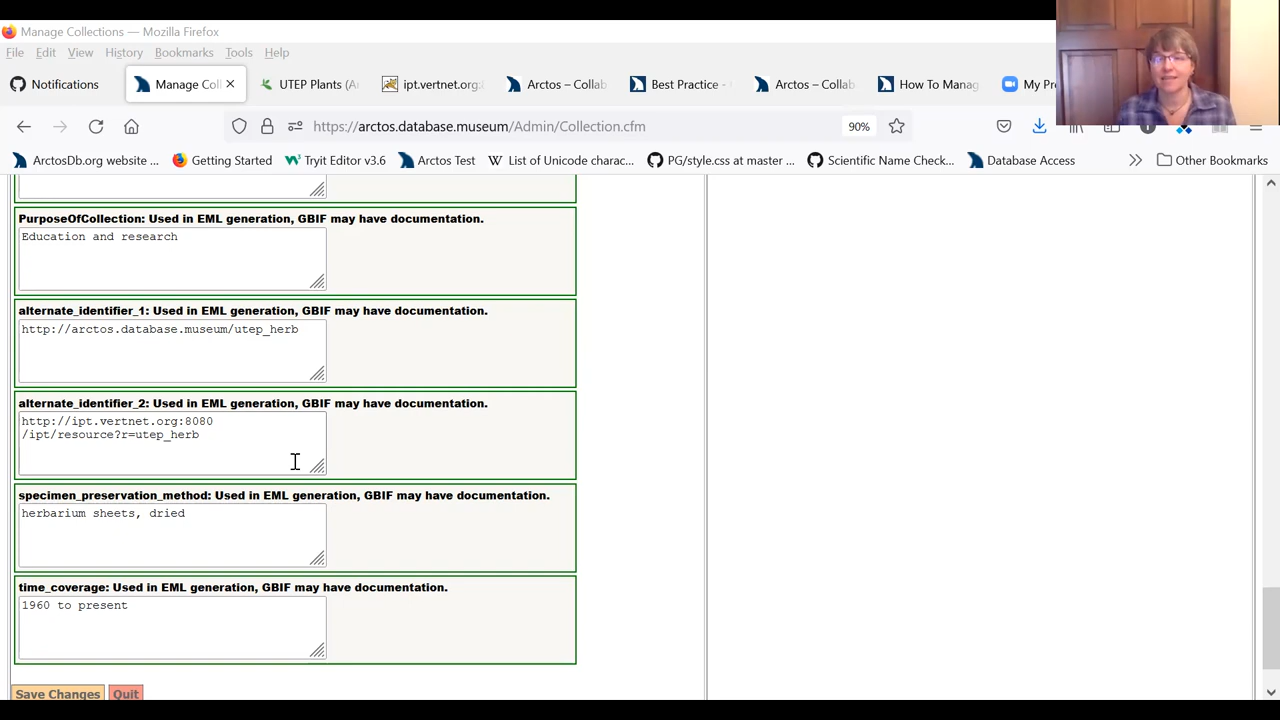 Manage Collections — Mozilla Firefox
File Edit View History Bookmarks Tools Help
Notifications
Manage Col
UTEP Plants (A
ipt.vertnet.org:
Arctos – Collab
Best Practice -
Arctos – Collab
How To Manag
My Pr
https://arctos.database.museum/Admin/Collection.cfm
90%
ArctosDb.org website ...
Getting Started
Tryit Editor v3.6
Arctos Test
List of Unicode charac...
PG/style.css at master ...
Scientific Name Check...
Database Access
Other Bookmarks
PurposeOfCollection: Used in EML generation, GBIF may have documentation.
Education and research
alternate_identifier_1: Used in EML generation, GBIF may have documentation.
http://arctos.database.museum/utep_herb
alternate_identifier_2: Used in EML generation, GBIF may have documentation.
http://ipt.vertnet.org:8080
/ipt/resource?r=utep_herb
specimen_preservation_method: Used in EML generation, GBIF may have documentation.
herbarium sheets, dried
time_coverage: Used in EML generation, GBIF may have documentation.
1960 to present
Save Changes
Quit